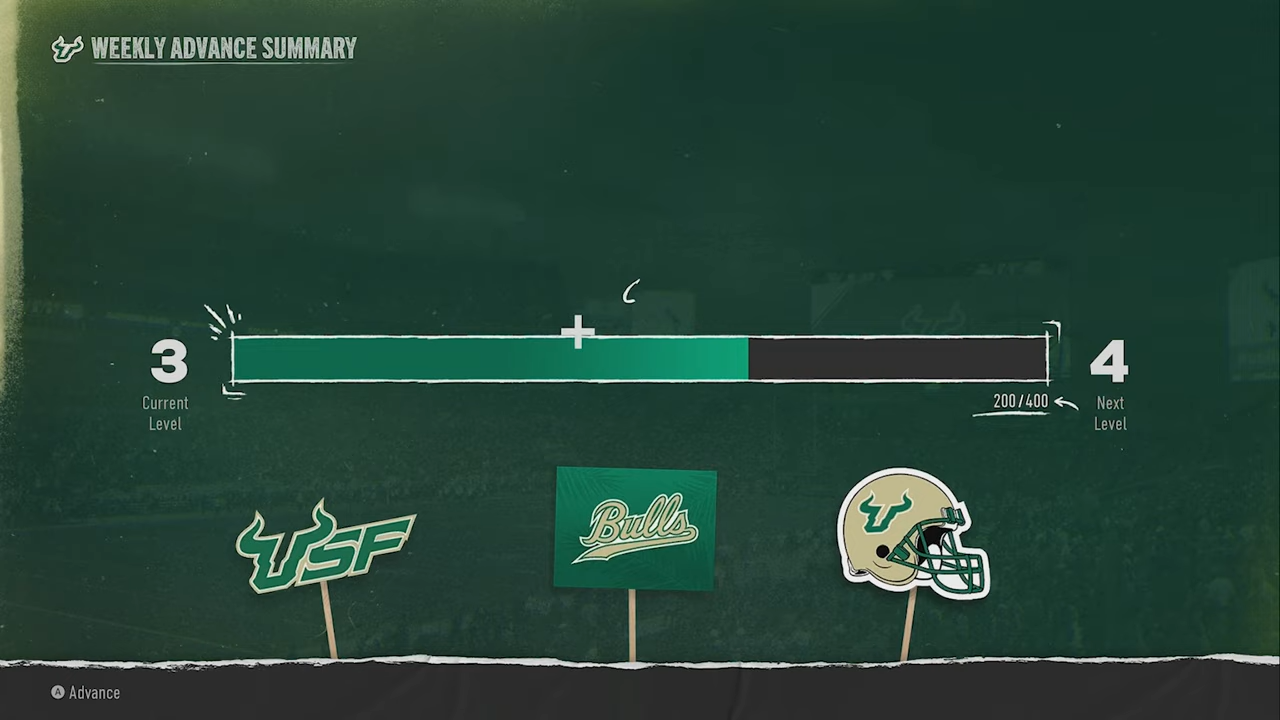 WEEKLY ADVANCE SUMMARY
+
3
4
200/400
Current
Level
Next
Level
USF
Bulls
A Advance